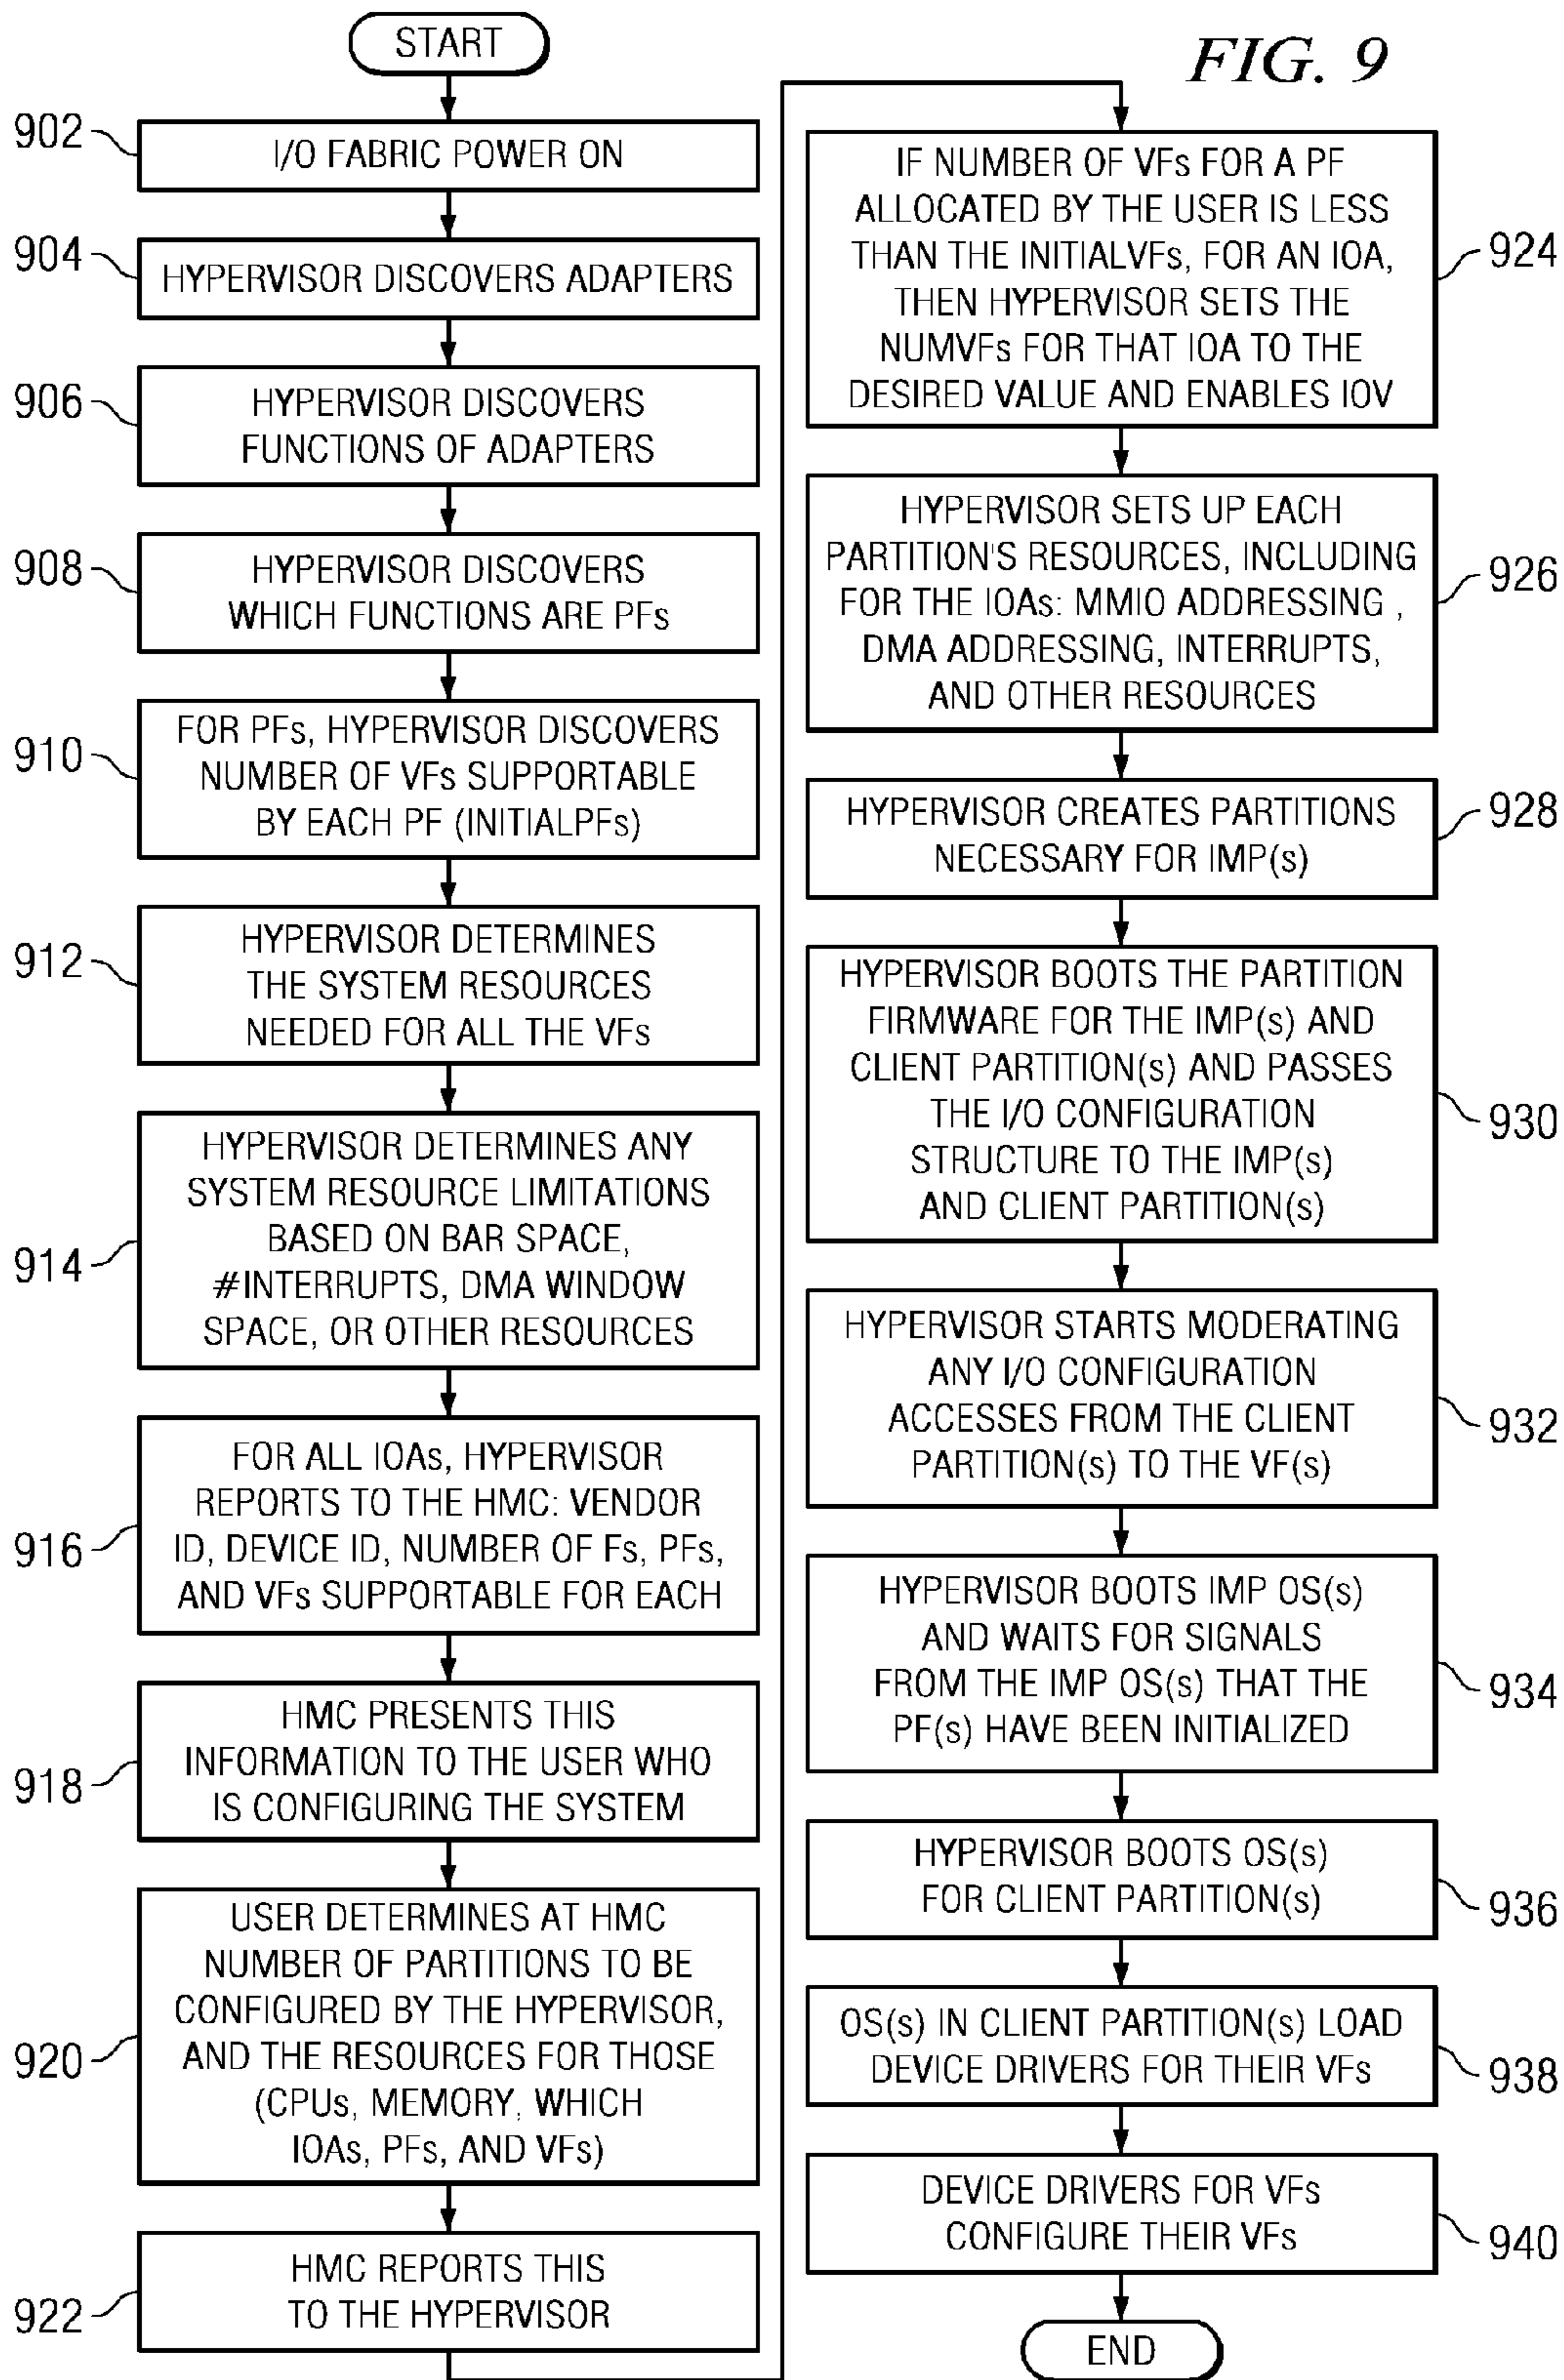 FIG. 9
START
902
I/O FABRIC POWER ON
904
HYPERVISOR DISCOVERS ADAPTERS
906
HYPERVISOR DISCOVERS
FUNCTIONS OF ADAPTERS
908
HYPERVISOR DISCOVERS
WHICH FUNCTIONS ARE PFs
910
FOR PFs, HYPERVISOR DISCOVERS
NUMBER OF VFs SUPPORTABLE
BY EACH PF (INITIALPFs)
912
HYPERVISOR DETERMINES
THE SYSTEM RESOURCES
NEEDED FOR ALL THE VFs
914
HYPERVISOR DETERMINES ANY
SYSTEM RESOURCE LIMITATIONS
BASED ON BAR SPACE,
#INTERRUPTS, DMA WINDOW
SPACE, OR OTHER RESOURCES
916
FOR ALL IOAs, HYPERVISOR
REPORTS TO THE HMC: VENDOR
ID, DEVICE ID, NUMBER OF Fs, PFs,
AND VFs SUPPORTABLE FOR EACH
918
HMC PRESENTS THIS
INFORMATION TO THE USER WHO
IS CONFIGURING THE SYSTEM
920
USER DETERMINES AT HMC
NUMBER OF PARTITIONS TO BE
CONFIGURED BY THE HYPERVISOR,
AND THE RESOURCES FOR THOSE
(CPUs, MEMORY, WHICH
IOAs, PFs, AND VFs)
922
HMC REPORTS THIS
TO THE HYPERVISOR
IF NUMBER OF VFs FOR A PF
ALLOCATED BY THE USER IS LESS
THAN THE INITIALVFs, FOR AN IOA,
THEN HYPERVISOR SETS THE
NUMVFs FOR THAT IOA TO THE
DESIRED VALUE AND ENABLES IOV
924
HYPERVISOR SETS UP EACH
PARTITION'S RESOURCES, INCLUDING
FOR THE IOAs: MMIO ADDRESSING ,
DMA ADDRESSING, INTERRUPTS,
AND OTHER RESOURCES
926
HYPERVISOR CREATES PARTITIONS
NECESSARY FOR IMP(s)
928
HYPERVISOR BOOTS THE PARTITION
FIRMWARE FOR THE IMP(s) AND
CLIENT PARTITION(s) AND PASSES
THE I/O CONFIGURATION
STRUCTURE TO THE IMP(s)
AND CLIENT PARTITION(s)
930
HYPERVISOR STARTS MODERATING
ANY I/O CONFIGURATION
ACCESSES FROM THE CLIENT
PARTITION(s) TO THE VF(s)
932
HYPERVISOR BOOTS IMP OS(s)
AND WAITS FOR SIGNALS
FROM THE IMP OS(s) THAT THE
PF(s) HAVE BEEN INITIALIZED
934
HYPERVISOR BOOTS OS(s)
FOR CLIENT PARTITION(s)
936
OS(s) IN CLIENT PARTITION(s) LOAD
DEVICE DRIVERS FOR THEIR VFs
938
DEVICE DRIVERS FOR VFs
CONFIGURE THEIR VFs
940
END